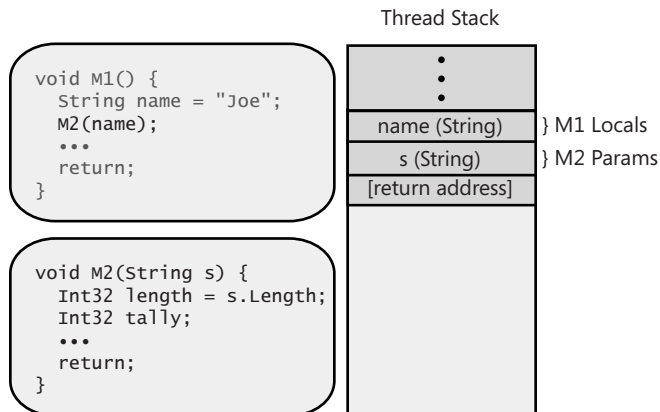 Thread Stack
void M1() {
String name = "Joe";
M2(name);
•••
return;
}
•
•
•
name (String)
} M1 Locals
s (String)
} M2 Params
[return address]
void M2(String s) {
Int32 length = s.Length;
Int32 tally;
•••
return;
}